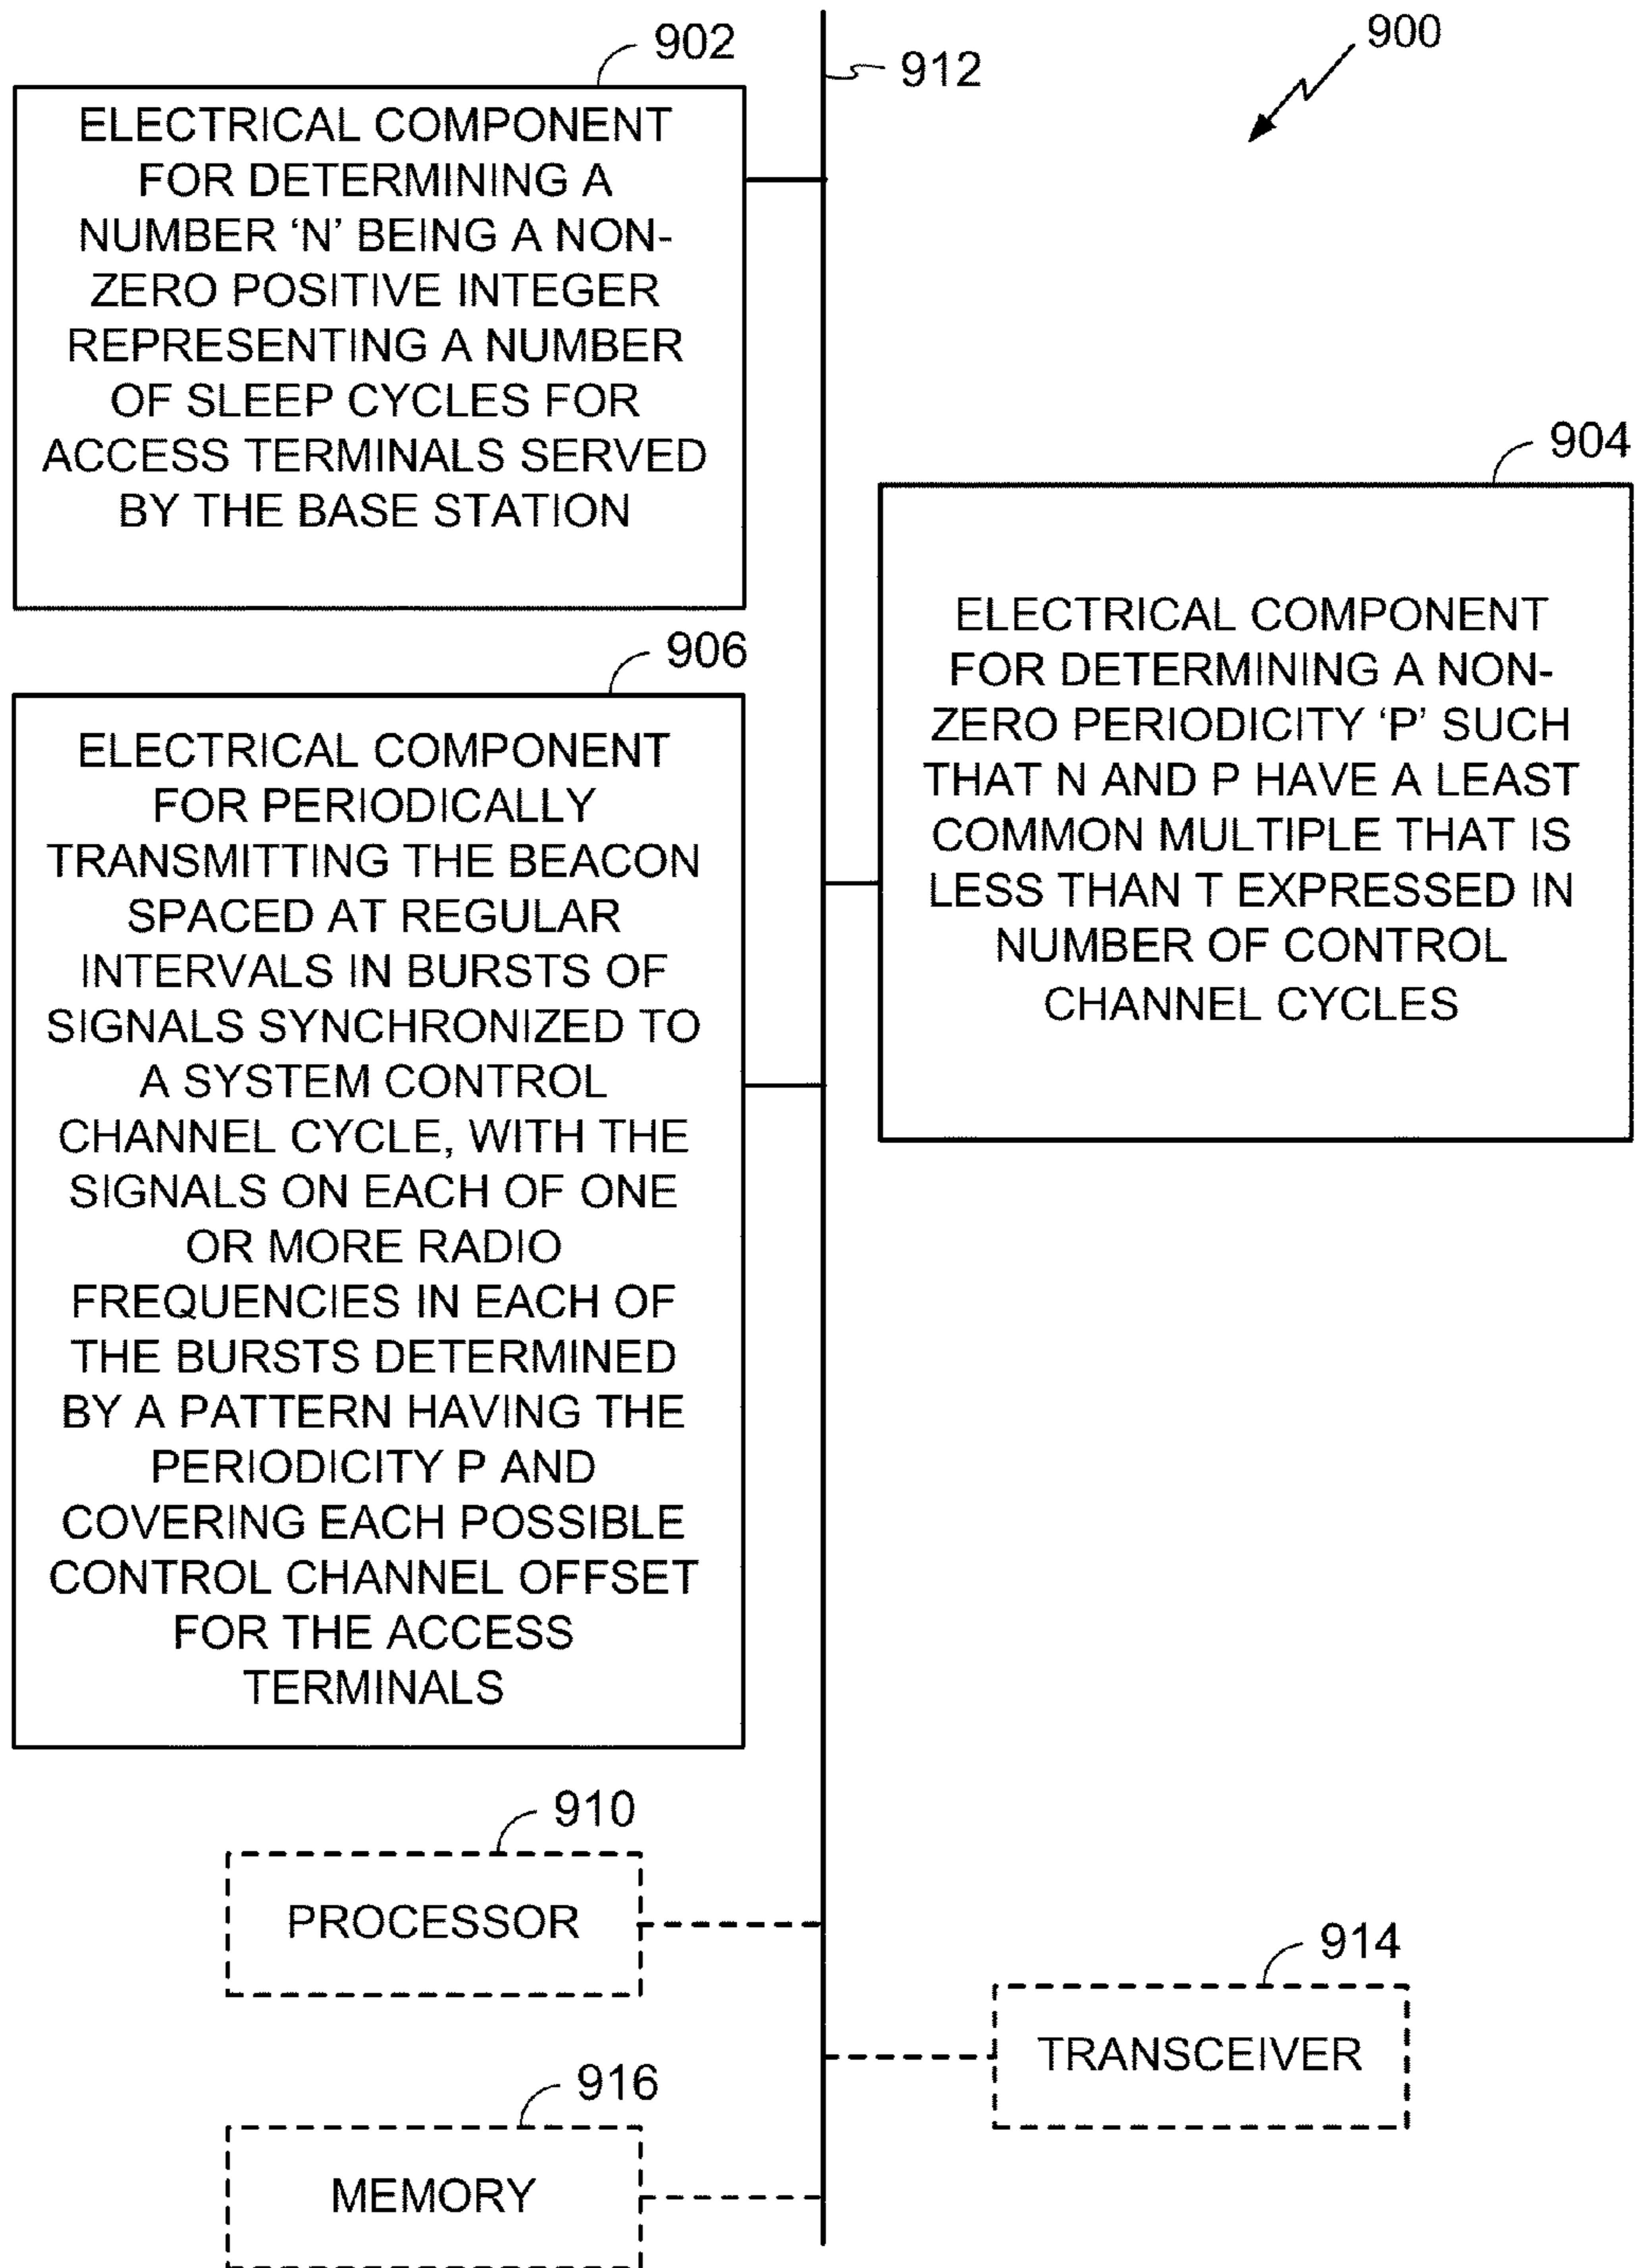 900
912
902
ELECTRICAL COMPONENT
FOR DETERMINING A
NUMBER ‘N’ BEING A NON-
ZERO POSITIVE INTEGER
REPRESENTING A NUMBER
OF SLEEP CYCLES FOR
ACCESS TERMINALS SERVED
BY THE BASE STATION
904
ELECTRICAL COMPONENT
FOR DETERMINING A NON-
ZERO PERIODICITY ‘P’ SUCH
THAT N AND P HAVE A LEAST
COMMON MULTIPLE THAT IS
LESS THAN T EXPRESSED IN
NUMBER OF CONTROL
CHANNEL CYCLES
906
ELECTRICAL COMPONENT
FOR PERIODICALLY
TRANSMITTING THE BEACON
SPACED AT REGULAR
INTERVALS IN BURSTS OF
SIGNALS SYNCHRONIZED TO
A SYSTEM CONTROL
CHANNEL CYCLE, WITH THE
SIGNALS ON EACH OF ONE
OR MORE RADIO
FREQUENCIES IN EACH OF
THE BURSTS DETERMINED
BY A PATTERN HAVING THE
PERIODICITY P AND
COVERING EACH POSSIBLE
CONTROL CHANNEL OFFSET
FOR THE ACCESS
TERMINALS
910
PROCESSOR
914
TRANSCEIVER
916
MEMORY